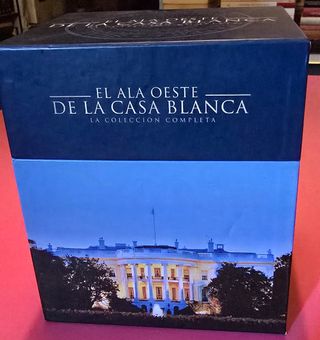 EL ALA OESTE
DE LA CASA BLANCA
LA COLECCIÓN COMPLETA